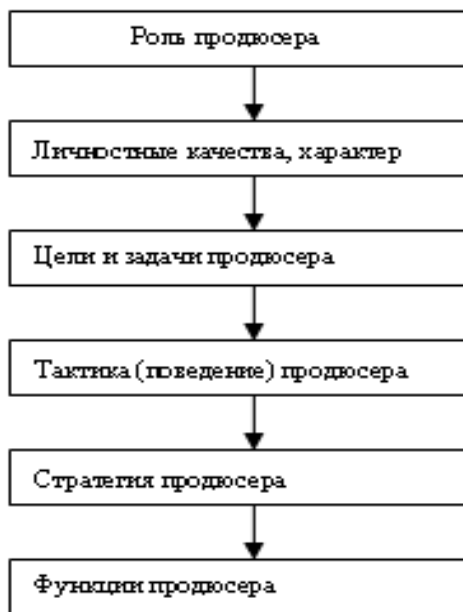 Роль продюсера
Личностные качества, характер
Цели и задачи продюсера
Тактика (поведение) продюсера
Стратегия продюсера
Функции продюсера